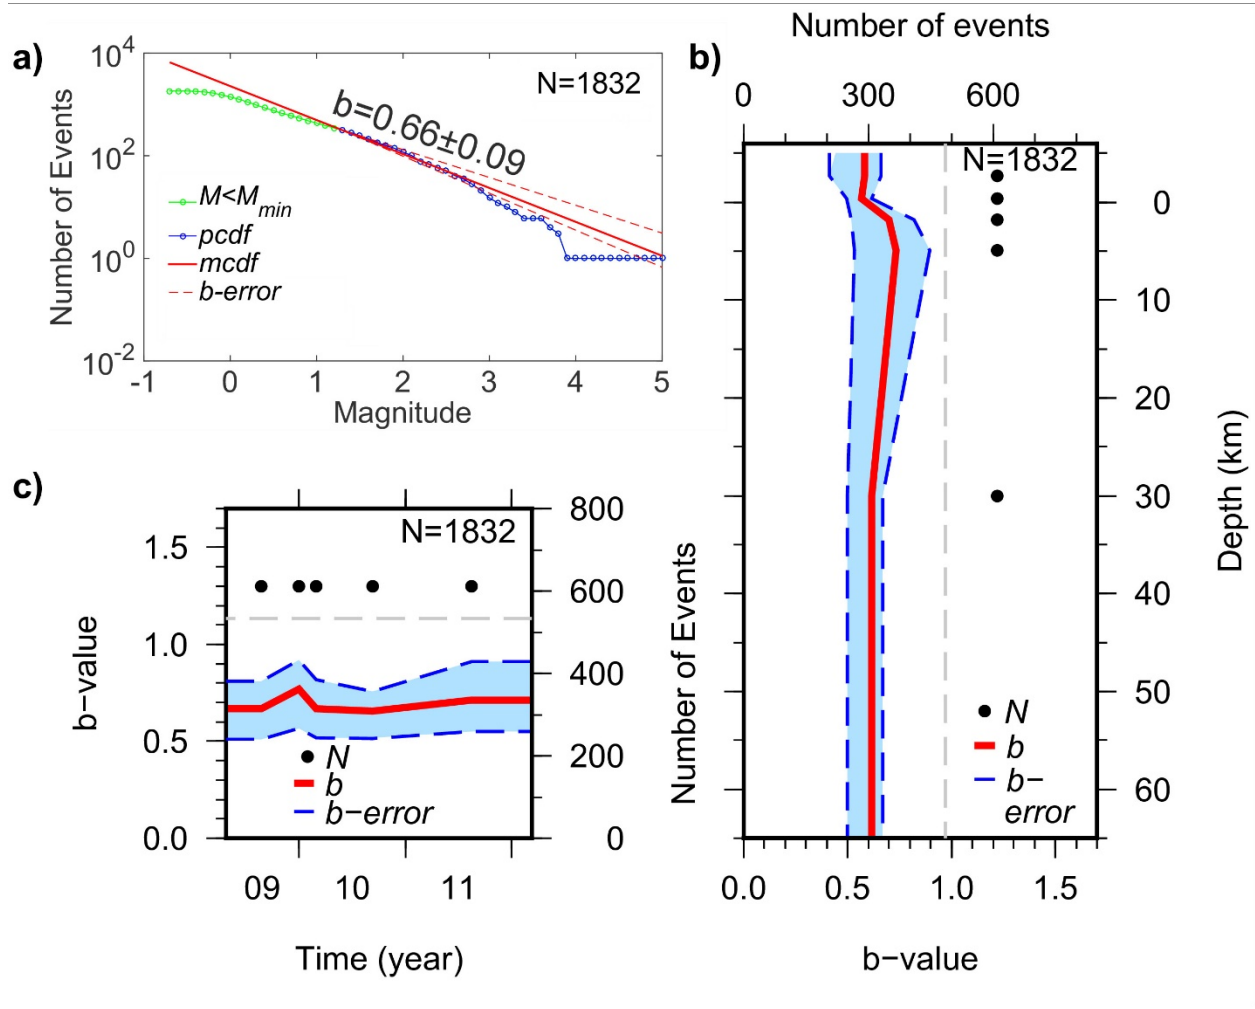 a)
10^4
10^2
10^0
10^-2
Number of Events
N=1832
b=0.66±0.09
M<M_min
pcdf
mcdf
b-error
-1 0 1 2 3 4 5
Magnitude
b)
Number of events
0 300 600
N=1832
0
10
20
30
40
50
60
Depth (km)
N
b
b-
error
0.0 0.5 1.0 1.5
b-value
c)
N=1832
1.5
1.0
0.5
0.0
b-value
800
600
400
200
0
Number of Events
N
b
b-error
09 10 11
Time (year)